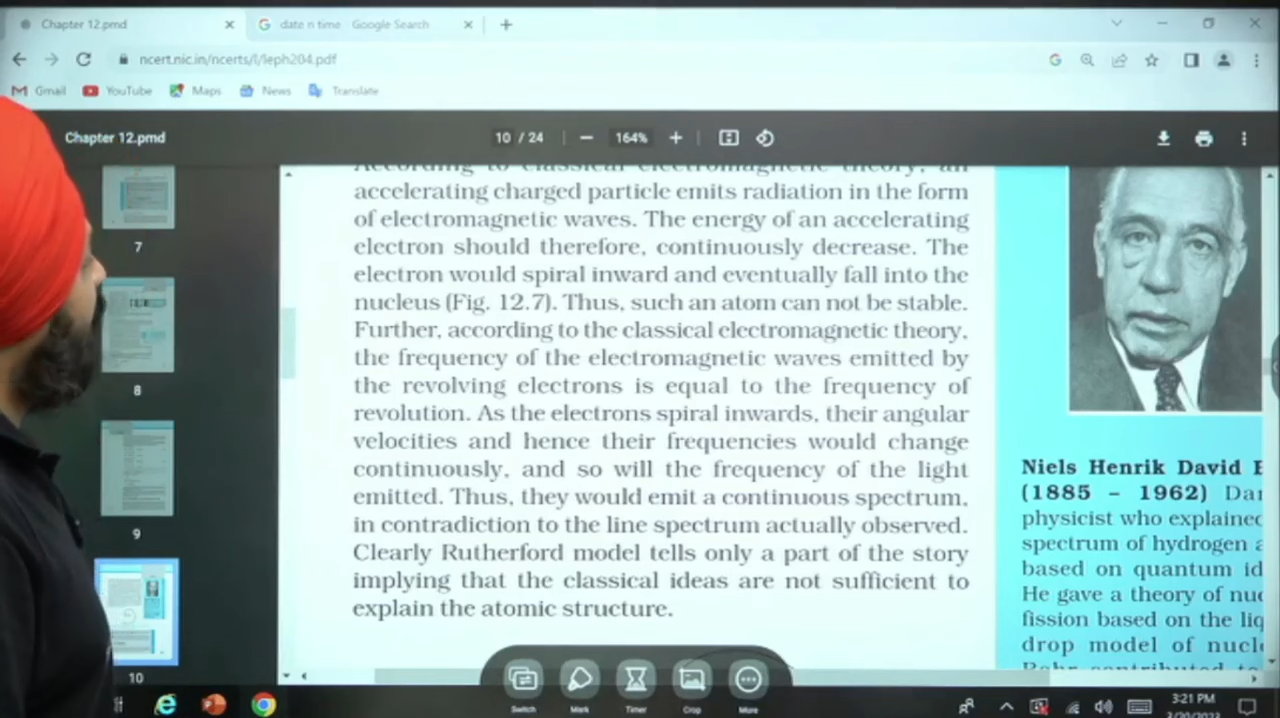 Chapter 12.pmd
date n time - Google Search
ncert.nic.in/ncerts/l/leph204.pdf
Gmail
YouTube
Maps
News
Translate
Chapter 12.pmd
10 / 24
164%
According to classical electromagnetic theory, an
accelerating charged particle emits radiation in the form
of electromagnetic waves. The energy of an accelerating
electron should therefore, continuously decrease. The
electron would spiral inward and eventually fall into the
nucleus (Fig. 12.7). Thus, such an atom can not be stable.
Further, according to the classical electromagnetic theory,
the frequency of the electromagnetic waves emitted by
the revolving electrons is equal to the frequency of
revolution. As the electrons spiral inwards, their angular
velocities and hence their frequencies would change
continuously, and so will the frequency of the light
emitted. Thus, they would emit a continuous spectrum,
in contradiction to the line spectrum actually observed.
Clearly Rutherford model tells only a part of the story
implying that the classical ideas are not sufficient to
explain the atomic structure.
Niels Henrik David
(1885 – 1962)
physicist who explained
spectrum of hydrogen
based on quantum
He gave a theory of
fission based on the
drop model of
7
8
9
10
Switch
Mark
Timer
Crop
More
3:21 PM